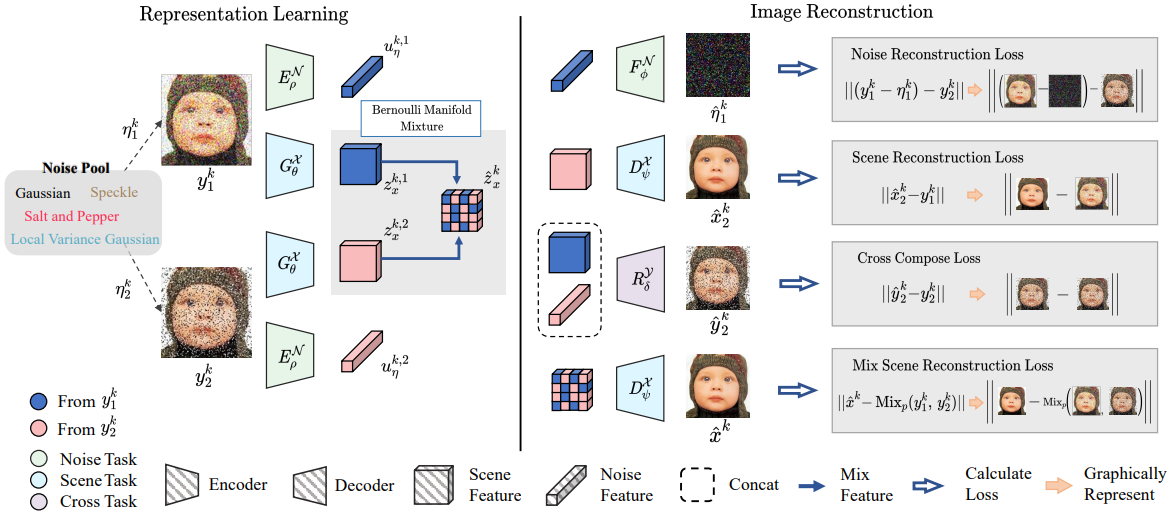 Representation Learning
Image Reconstruction
$E_\rho^{\mathcal{N}}$
$u_\eta^{k,1}$
$\eta_1^k$
$y_1^k$
Bernoulli Manifold
Mixture
$G_\theta^{\mathcal{X}}$
$z_x^{k,1}$
$\hat{z}_x^k$
Noise Pool
Gaussian
Speckle
Salt and Pepper
Local Variance Gaussian
$z_x^{k,2}$
$G_\theta^{\mathcal{X}}$
$\eta_2^k$
$y_2^k$
$E_\rho^{\mathcal{N}}$
$u_\eta^{k,2}$
$F_\phi^{\mathcal{N}}$
$\hat{\eta}_1^k$
Noise Reconstruction Loss
$||(y_1^k - \eta_1^k) - y_2^k||$
$D_\psi^{\mathcal{X}}$
$\hat{x}_2^k$
Scene Reconstruction Loss
$||\hat{x}_2^k - y_1^k||$
$R_\delta^{\mathcal{Y}}$
$\hat{y}_2^k$
Cross Compose Loss
$||\hat{y}_2^k - y_2^k||$
$D_\psi^{\mathcal{X}}$
$\hat{x}^k$
Mix Scene Reconstruction Loss
$||\hat{x}^k - \mathrm{Mix}_p(y_1^k, y_2^k)||$
$- \mathrm{Mix}_p( , )$
From $y_1^k$
From $y_2^k$
Noise Task
Scene Task
Cross Task
Encoder
Decoder
Scene
Feature
Noise
Feature
Concat
Mix
Feature
Calculate
Loss
Graphically
Represent